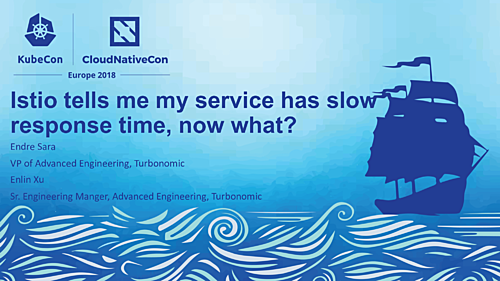 KubeCon
CloudNativeCon
Europe 2018
Istio tells me my service has slow
response time, now what?
Endre Sara
VP of Advanced Engineering, Turbonomic
Enlin Xu
Sr. Engineering Manger, Advanced Engineering, Turbonomic